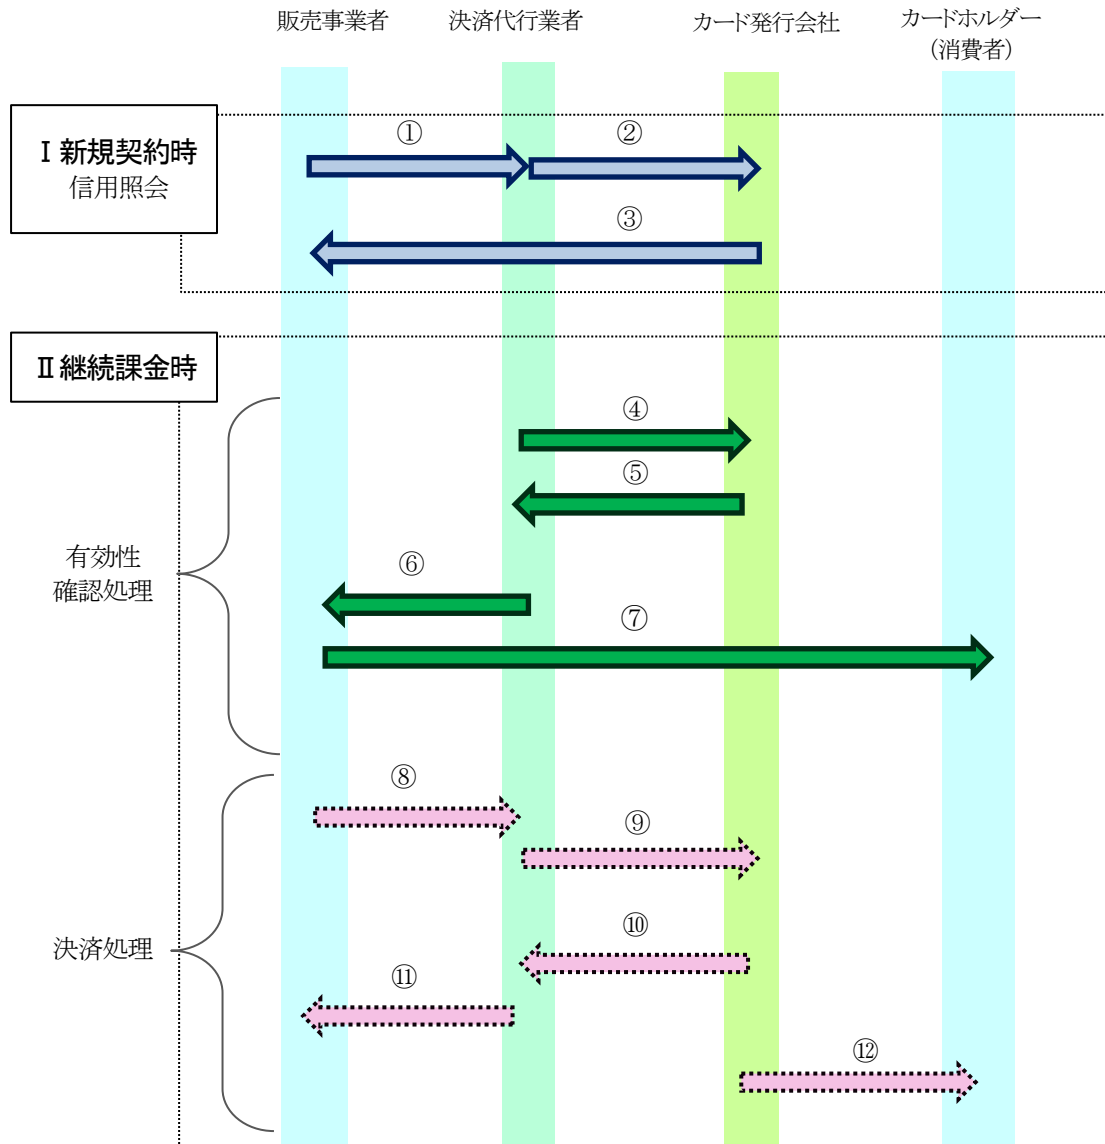 販売事業者
決済代行業者
カード発行会社
カードホルダー
（消費者）
Ⅰ 新規契約時
信用照会
①
②
③
Ⅱ 継続課金時
④
⑤
有効性
確認処理
⑥
⑦
⑧
⑨
決済処理
⑩
⑪
⑫